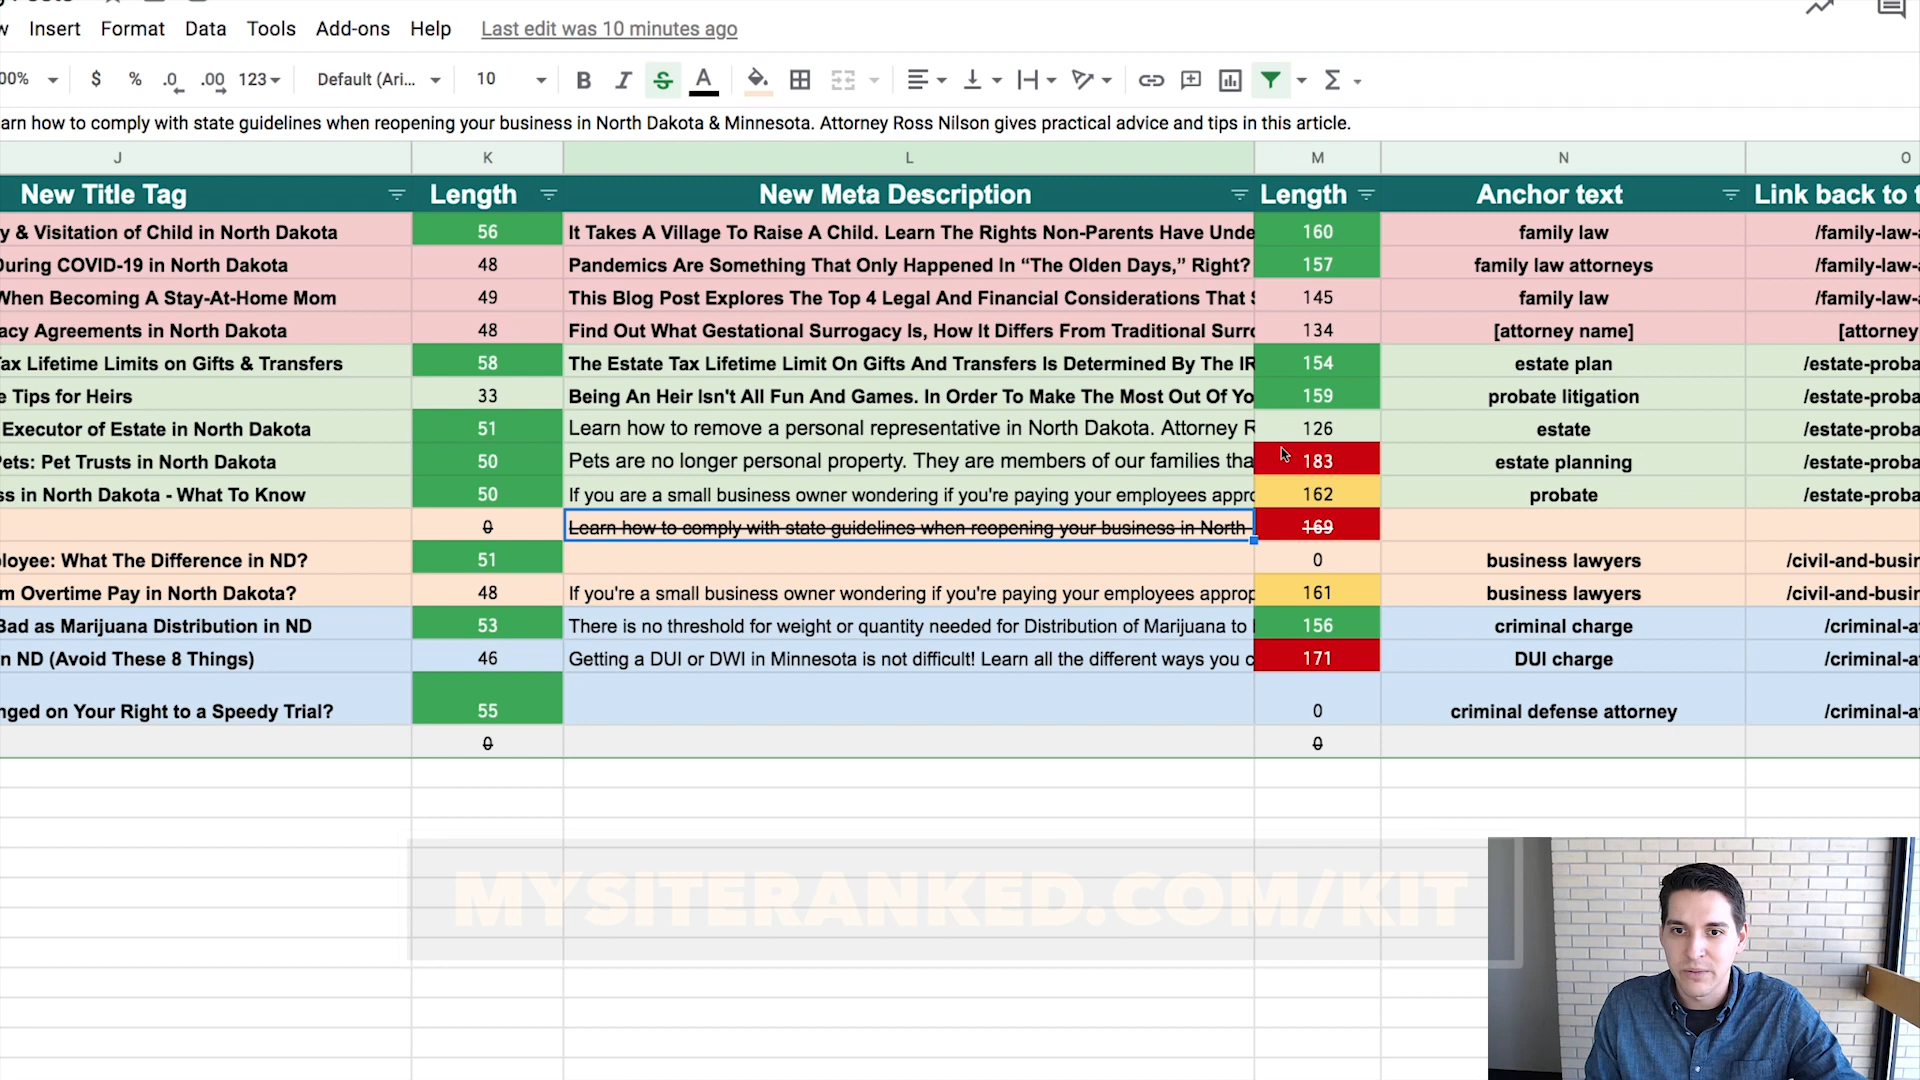 Insert Format Data Tools Add-ons Help Last edit was 10 minutes ago
00% $ % .0 .00 123 Default (Ari... 10 B I S A
arn how to comply with state guidelines when reopening your business in North Dakota & Minnesota. Attorney Ross Nilson gives practical advice and tips in this article.
J K L M N O
New Title Tag Length New Meta Description Length Anchor text Link back to t
y & Visitation of Child in North Dakota 56 It Takes A Village To Raise A Child. Learn The Rights Non-Parents Have Unde 160 family law /family-law-
During COVID-19 in North Dakota 48 Pandemics Are Something That Only Happened In “The Olden Days,” Right? 157 family law attorneys /family-law-
When Becoming A Stay-At-Home Mom 49 This Blog Post Explores The Top 4 Legal And Financial Considerations That 145 family law /family-law-
acy Agreements in North Dakota 48 Find Out What Gestational Surrogacy Is, How It Differs From Traditional Surro 134 [attorney name] [attorney
Tax Lifetime Limits on Gifts & Transfers 58 The Estate Tax Lifetime Limit On Gifts And Transfers Is Determined By The IR 154 estate plan /estate-proba
e Tips for Heirs 33 Being An Heir Isn't All Fun And Games. In Order To Make The Most Out Of Yo 159 probate litigation /estate-proba
Executor of Estate in North Dakota 51 Learn how to remove a personal representative in North Dakota. Attorney R 126 estate /estate-proba
Pets: Pet Trusts in North Dakota 50 Pets are no longer personal property. They are members of our families tha 183 estate planning /estate-proba
ss in North Dakota - What To Know 50 If you are a small business owner wondering if you're paying your employees appro 162 probate /estate-proba
0 Learn how to comply with state guidelines when reopening your business in North 169
loyee: What The Difference in ND? 51 0 business lawyers /civil-and-busin
m Overtime Pay in North Dakota? 48 If you're a small business owner wondering if you're paying your employees approp 161 business lawyers /civil-and-busin
Bad as Marijuana Distribution in ND 53 There is no threshold for weight or quantity needed for Distribution of Marijuana to 156 criminal charge /criminal-a
n ND (Avoid These 8 Things) 46 Getting a DUI or DWI in Minnesota is not difficult! Learn all the different ways you c 171 DUI charge /criminal-a
nged on Your Right to a Speedy Trial? 55 0 criminal defense attorney /criminal-a
0 0
MYSITERANKED.COM/KIT